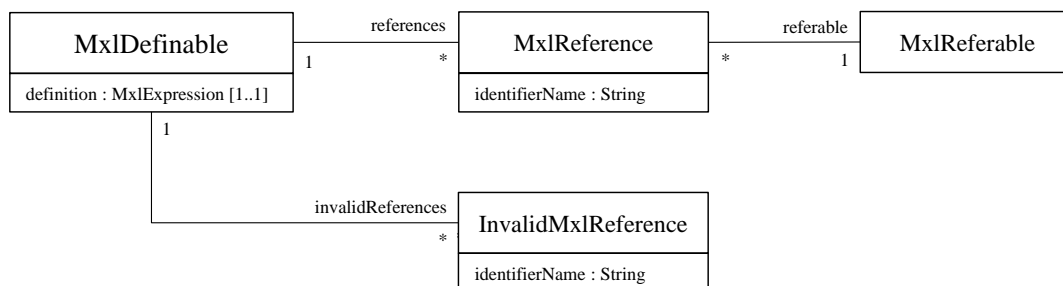 MxlDefinable
definition : MxlExpression [1..1]
references
1
*
MxlReference
identifierName : String
referable
*
1
MxlReferable
1
invalidReferences
*
InvalidMxlReference
identifierName : String